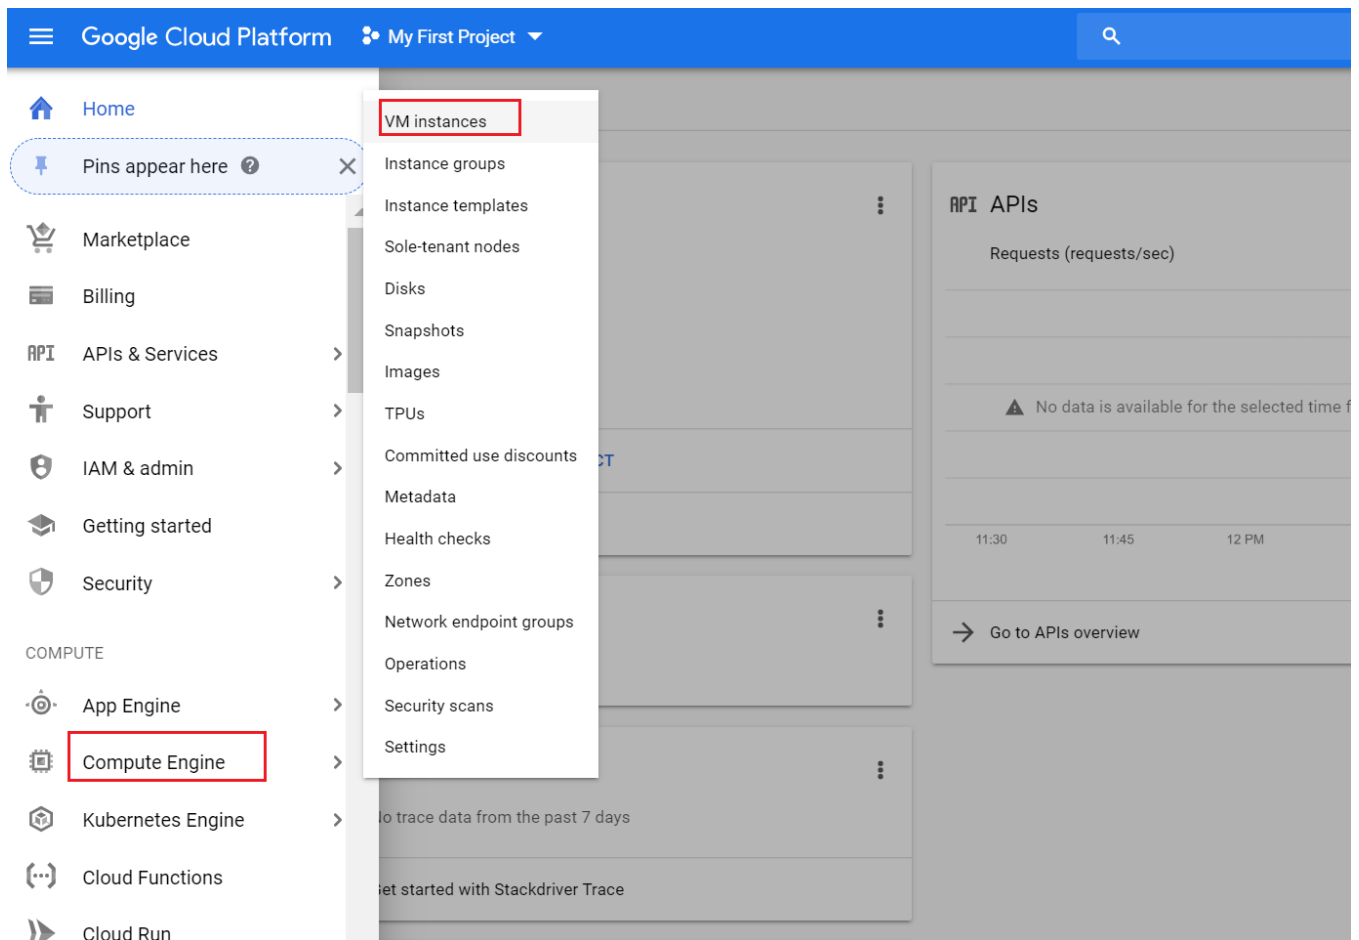 Google Cloud Platform My First Project
Home
Pins appear here
Marketplace
Billing
API APIs & Services
Support
IAM & admin
Getting started
Security
COMPUTE
App Engine
Compute Engine
Kubernetes Engine
Cloud Functions
Cloud Run
VM instances
Instance groups
Instance templates
Sole-tenant nodes
Disks
Snapshots
Images
TPUs
Committed use discounts
Metadata
Health checks
Zones
Network endpoint groups
Operations
Security scans
Settings
CT
No trace data from the past 7 days
Get started with Stackdriver Trace
API APIs
Requests (requests/sec)
No data is available for the selected time f
11:30 11:45 12 PM
Go to APIs overview